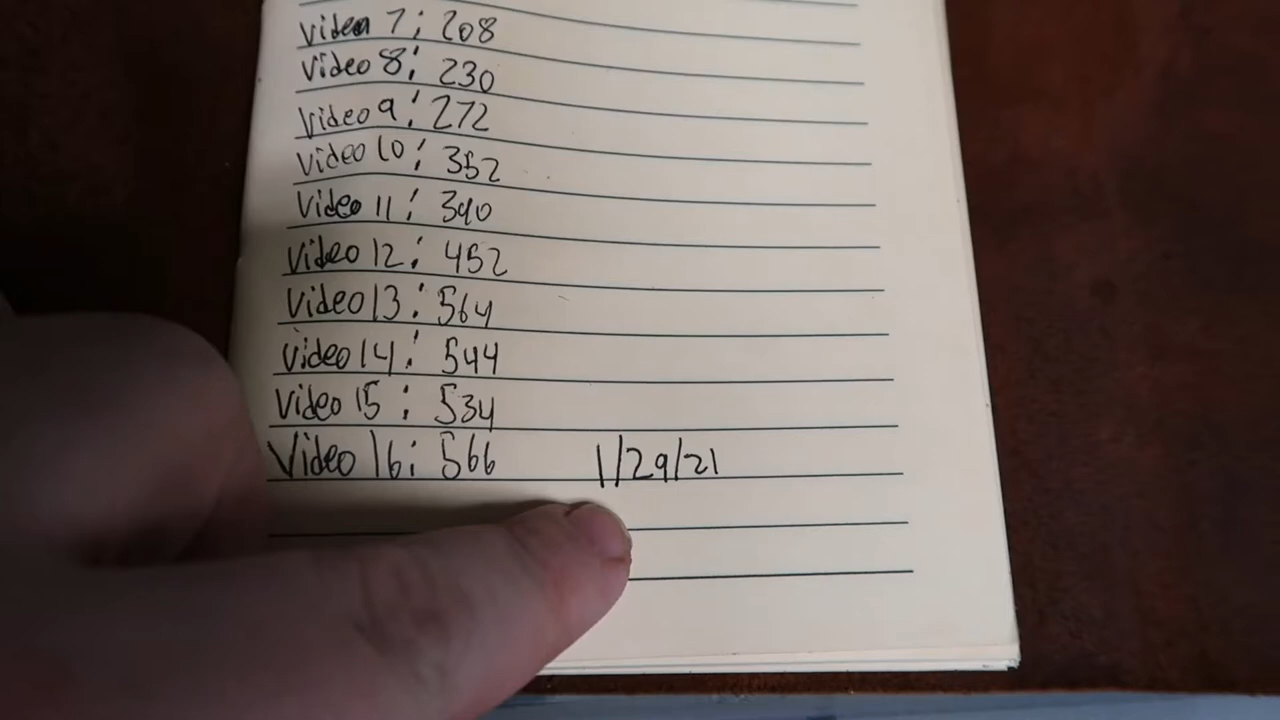 Video 7: 208
Video 8: 230
Video 9: 272
Video 10: 352
Video 11: 390
Video 12: 452
Video 13: 564
Video 14: 544
Video 15: 534
Video 16: 566 1/29/21